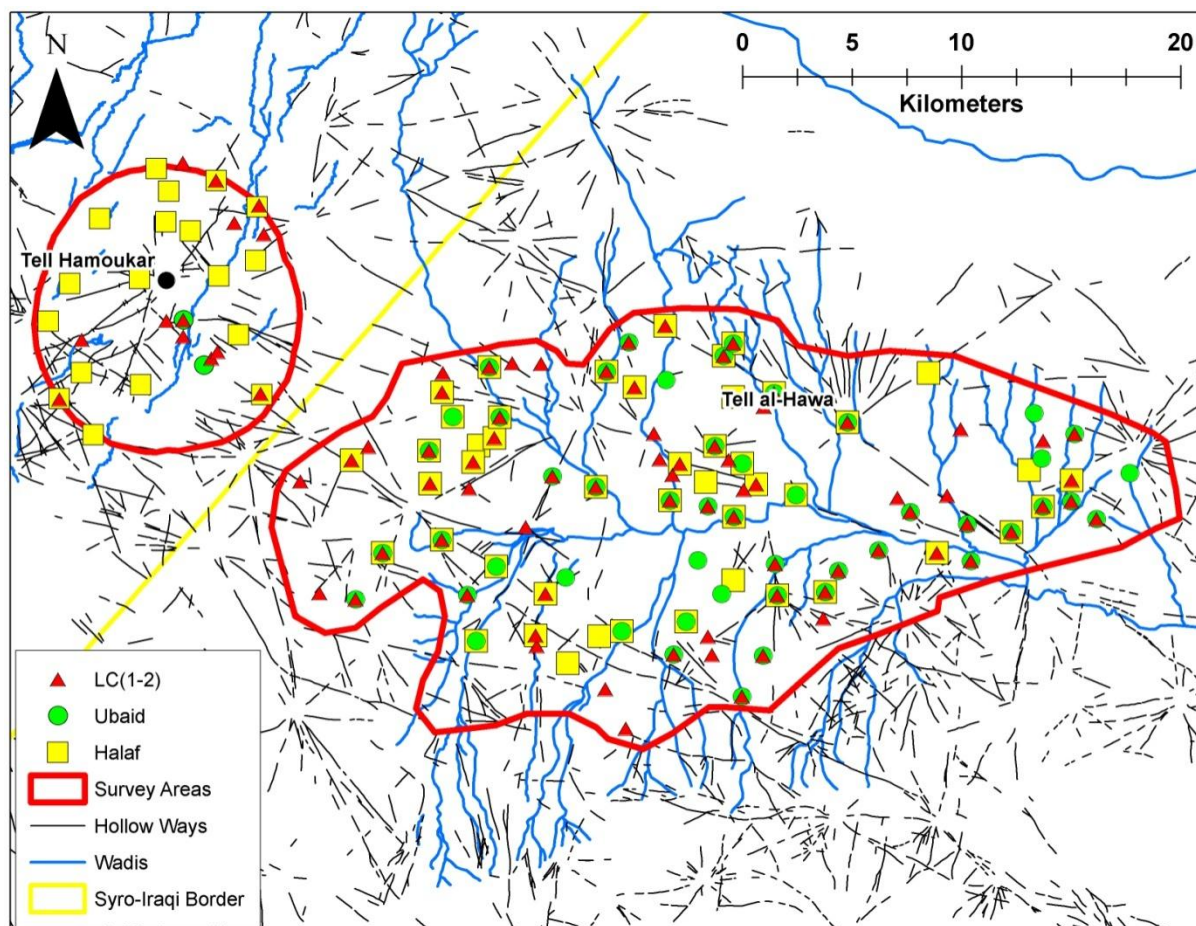 N
0 5 10 20
Kilometers
Tell Hamoukar
Tell al-Hawa
LC(1-2)
Ubaid
Halaf
Survey Areas
Hollow Ways
Wadis
Syro-Iraqi Border